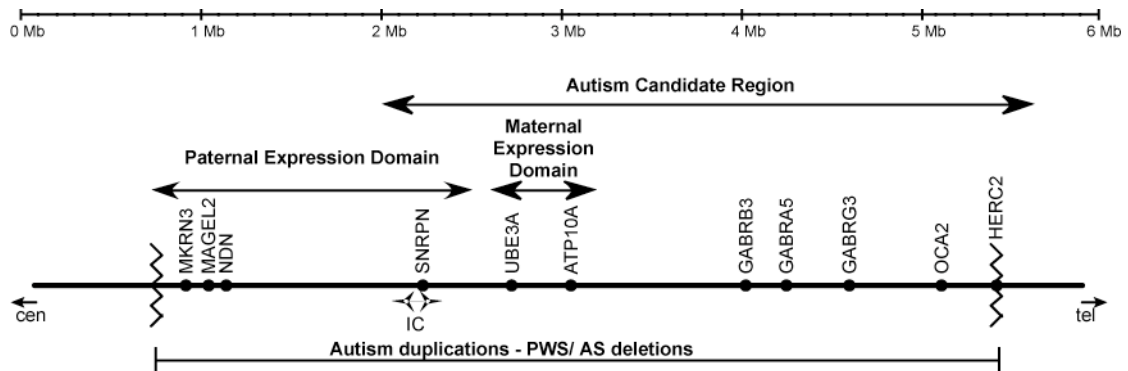 0 Mb 1 Mb 2 Mb 3 Mb 4 Mb 5 Mb 6 Mb
Autism Candidate Region
Maternal
Expression
Domain
Paternal Expression Domain
MKRN3
MAGEL2
NDN
SNRPN
UBE3A
ATP10A
GABRB3
GABRA5
GABRG3
OCA2
HERC2
cen
IC
tel
Autism duplications - PWS/ AS deletions